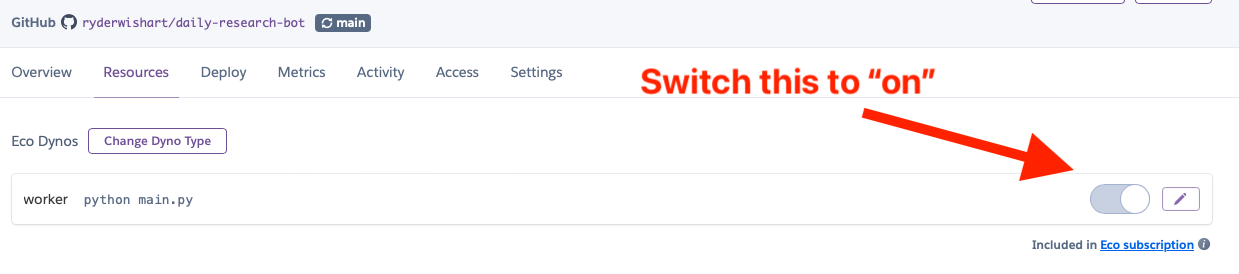 GitHub ryderwishart/daily-research-bot main
Overview Resources Deploy Metrics Activity Access Settings
Switch this to “on”
Eco Dynos Change Dyno Type
worker python main.py
Included in Eco subscription